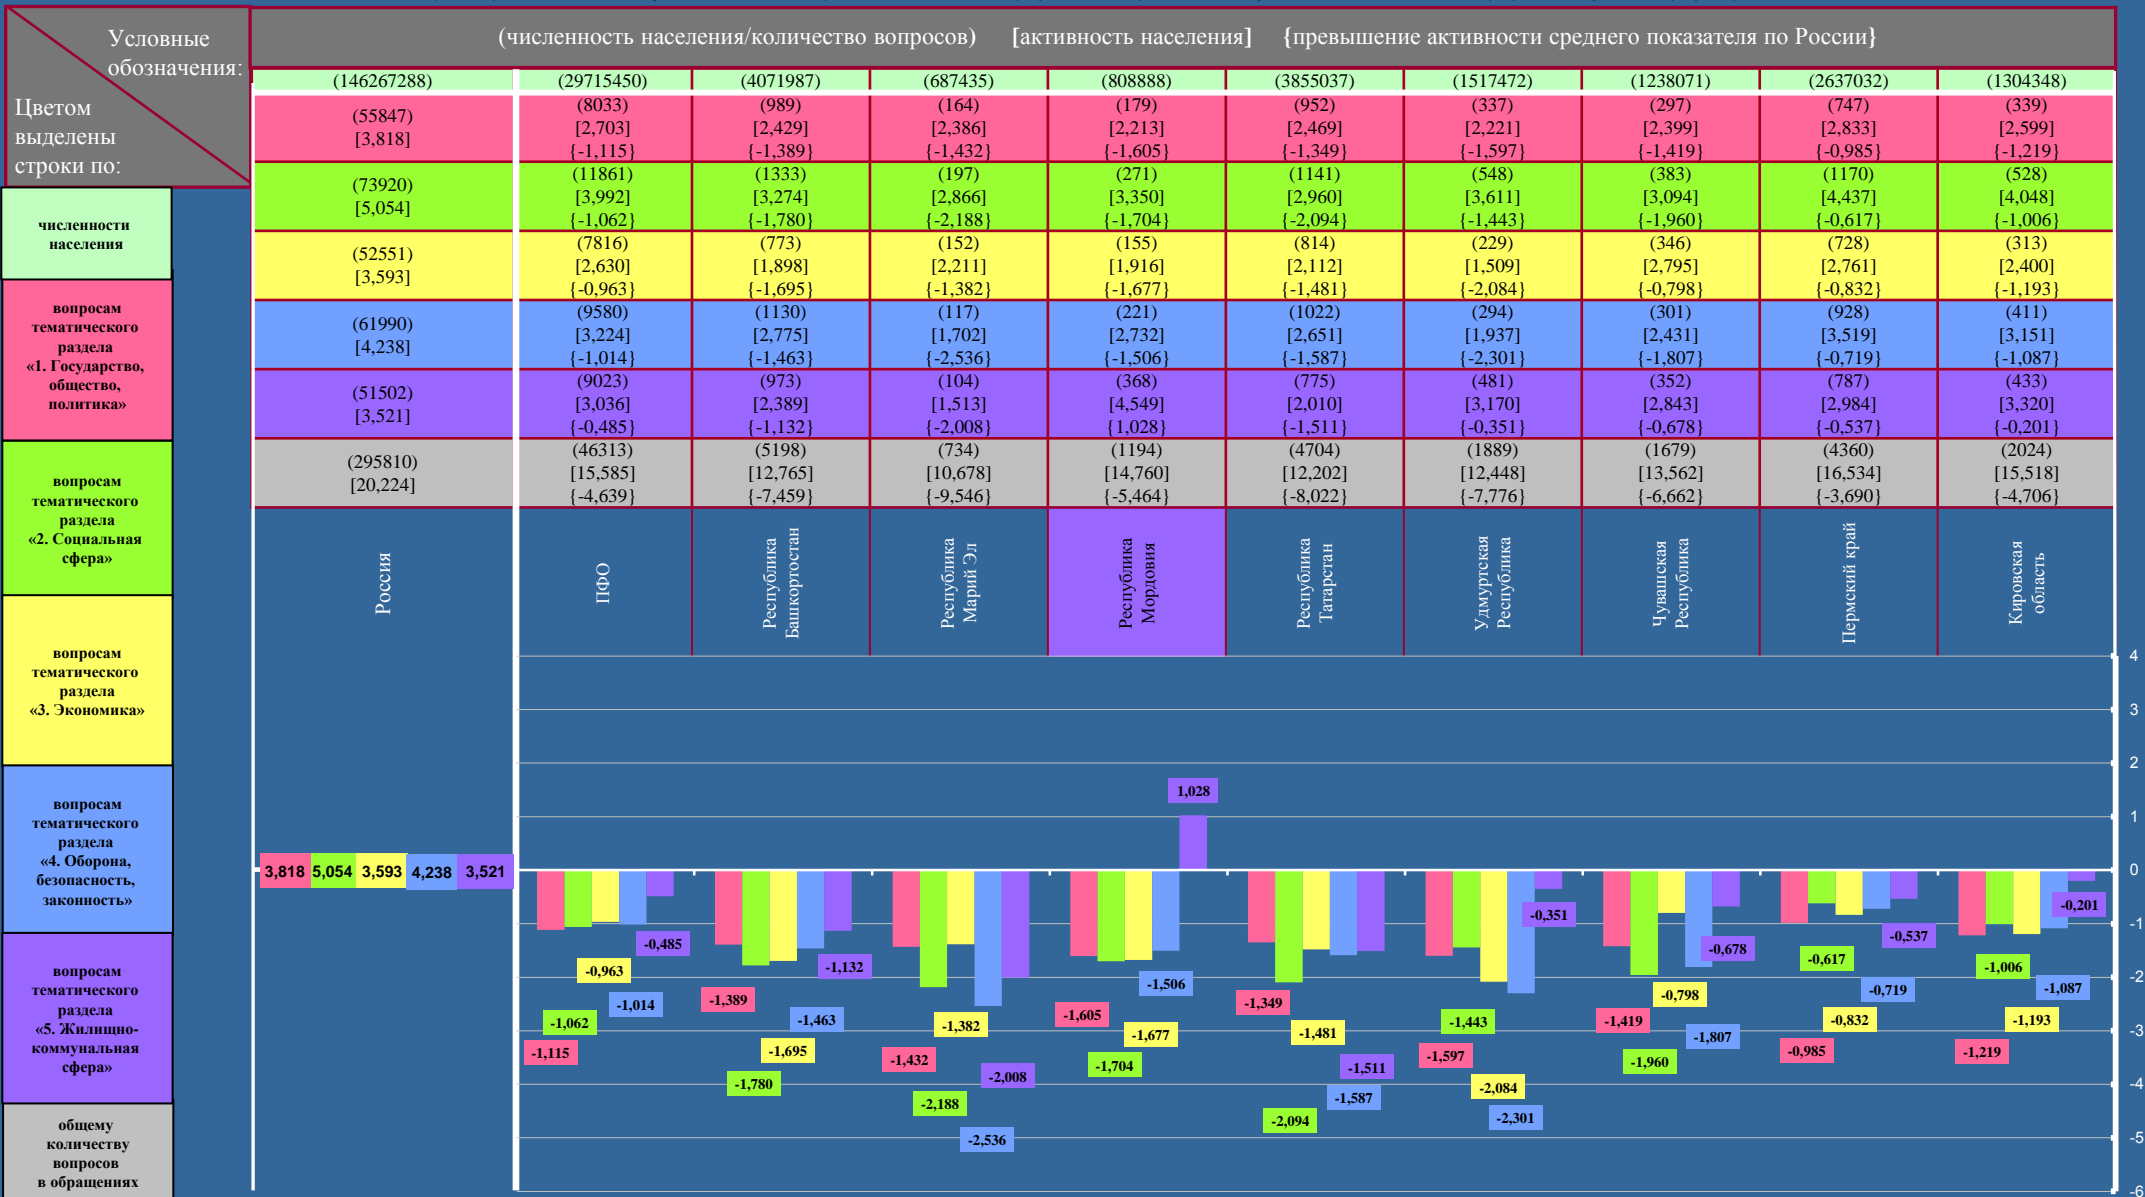 Условные
обозначения:
Цветом
выделены
строки по:
(численность населения/количество вопросов) [активность населения] {превышение активности среднего показателя по России}
(146267288) (29715450) (4071987) (687435) (808888) (3855037) (1517472) (1238071) (2637032) (1304348)
(55847) (8033) (989) (164) (179) (952) (337) (297) (747) (339)
[3,818] [2,703] [2,429] [2,386] [2,213] [2,469] [2,221] [2,399] [2,833] [2,599]
{-1,115} {-1,389} {-1,432} {-1,605} {-1,349} {-1,597} {-1,419} {-0,985} {-1,219}
(73920) (11861) (1333) (197) (271) (1141) (548) (383) (1170) (528)
[5,054] [3,992] [3,274] [2,866] [3,350] [2,960] [3,611] [3,094] [4,437] [4,048]
{-1,062} {-1,780} {-2,188} {-1,704} {-2,094} {-1,443} {-1,960} {-0,617} {-1,006}
(52551) (7816) (773) (152) (155) (814) (229) (346) (728) (313)
[3,593] [2,630] [1,898] [2,211] [1,916] [2,112] [1,509] [2,795] [2,761] [2,400]
{-0,963} {-1,695} {-1,382} {-1,677} {-1,481} {-2,084} {-0,798} {-0,832} {-1,193}
(61990) (9580) (1130) (117) (221) (1022) (294) (301) (928) (411)
[4,238] [3,224] [2,775] [1,702] [2,732] [2,651] [1,937] [2,431] [3,519] [3,151]
{-1,014} {-1,463} {-2,536} {-1,506} {-1,587} {-2,301} {-1,807} {-0,719} {-1,087}
(51502) (9023) (973) (104) (368) (775) (481) (352) (787) (433)
[3,521] [3,036] [2,389] [1,513] [4,549] [2,010] [3,170] [2,843] [2,984] [3,320]
{-0,485} {-1,132} {-2,008} {1,028} {-1,511} {-0,351} {-0,678} {-0,537} {-0,201}
(295810) (46313) (5198) (734) (1194) (4704) (1889) (1679) (4360) (2024)
[20,224] [15,585] [12,765] [10,678] [14,760] [12,202] [12,448] [13,562] [16,534] [15,518]
{-4,639} {-7,459} {-9,546} {-5,464} {-8,022} {-7,776} {-6,662} {-3,690} {-4,706}
Россия
ПФО
Республика
Башкортостан
Республика
Марий Эл
Республика
Мордовия
Республика
Татарстан
Удмуртская
Республика
Чувашская
Республика
Пермский край
Кировская
область
численности
населения
вопросам
тематического
раздела
«1. Государство,
общество,
политика»
вопросам
тематического
раздела
«2. Социальная
сфера»
вопросам
тематического
раздела
«3. Экономика»
вопросам
тематического
раздела
«4. Оборона,
безопасность,
законность»
вопросам
тематического
раздела
«5. Жилищно-
коммунальная
сфера»
общему
количеству
вопросов
в обращениях
3,818 5,054 3,593 4,238 3,521
-1,115
-1,062
-0,963
-1,014
-0,485
-1,389
-1,780
-1,695
-1,463
-1,132
-1,432
-2,188
-1,382
-2,536
-2,008
-1,605
-1,704
-1,677
-1,506
1,028
-1,349
-2,094
-1,481
-1,587
-1,511
-1,597
-1,443
-2,084
-2,301
-0,351
-1,419
-1,960
-0,798
-1,807
-0,678
-0,985
-0,617
-0,832
-0,719
-0,537
-1,219
-1,006
-1,193
-1,087
-0,201
4
3
2
1
0
-1
-2
-3
-4
-5
-6